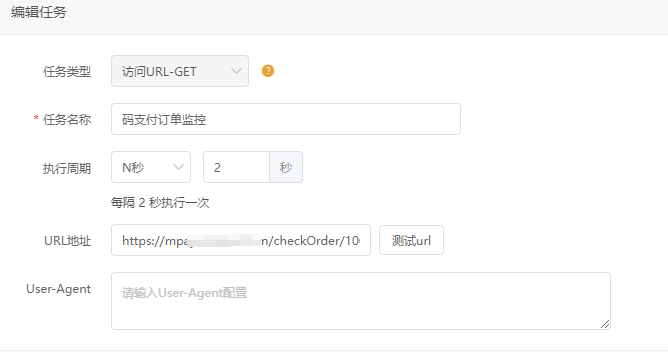 编辑任务
任务类型 访问URL-GET ?
* 任务名称 码支付订单监控
执行周期 N秒 2 秒
每隔 2 秒执行一次
URL地址 https://mpay n/checkOrder/10 测试url
User-Agent 请输入User-Agent配置